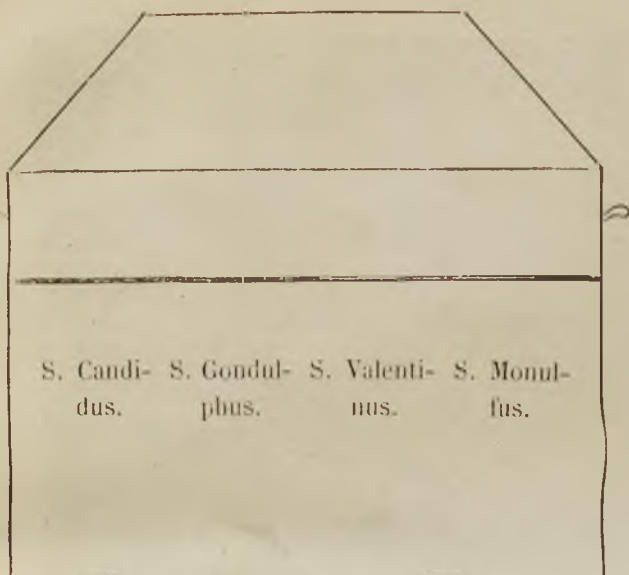 S. Candi- S. Gondul- S. Valenti- S. Monul-
dus. phus. nus. fus.